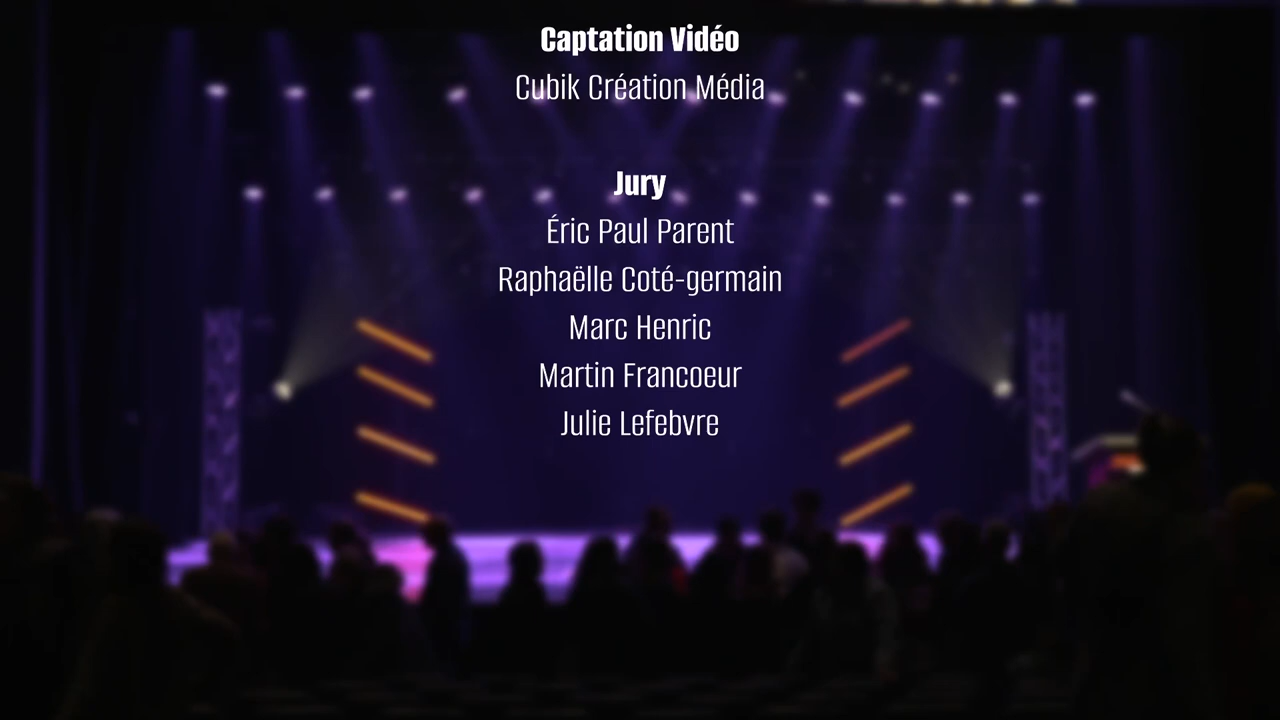 Captation Vidéo
Cubik Création Média
Jury
Éric Paul Parent
Raphaëlle Coté-germain
Marc Henric
Martin Francoeur
Julie Lefebvre